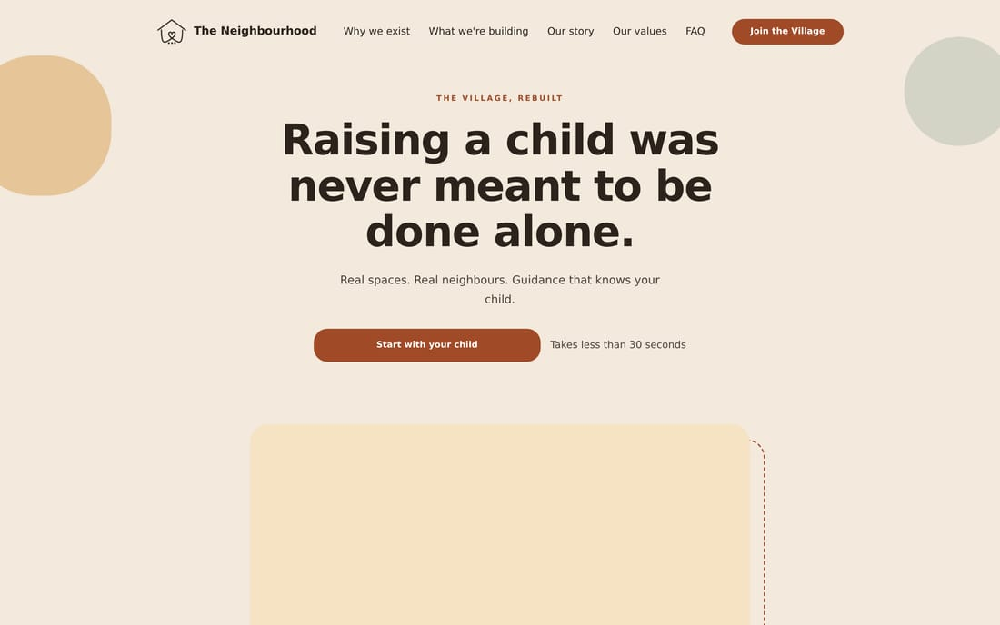 The Neighbourhood
Why we exist
What we're building
Our story
Our values
FAQ
Join the Village
THE VILLAGE, REBUILT
Raising a child was
never meant to be
done alone.
Real spaces. Real neighbours. Guidance that knows your
child.
Start with your child
Takes less than 30 seconds